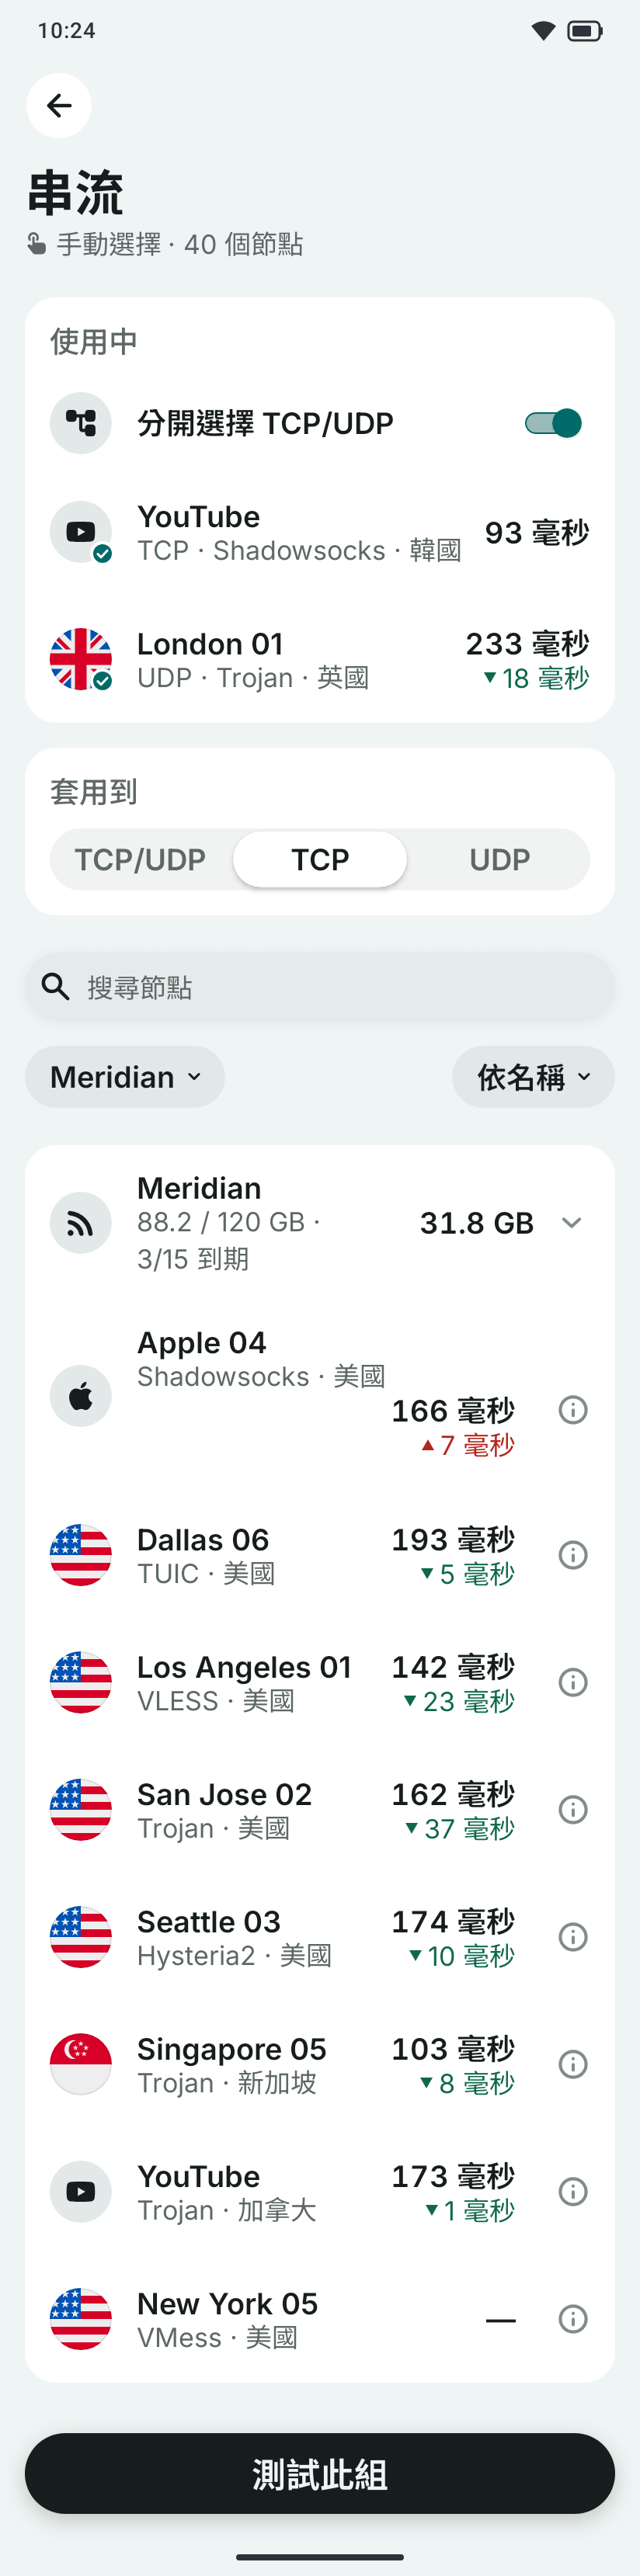 10:24
串流
手動選擇 · 40 個節點
使用中
分開選擇 TCP/UDP
YouTube
TCP · Shadowsocks · 韓國
93 毫秒
London 01
UDP · Trojan · 英國
233 毫秒
▼18 毫秒
套用到
TCP/UDP
TCP
UDP
搜尋節點
Meridian
依名稱
Meridian
88.2 / 120 GB ·
3/15 到期
31.8 GB
Apple 04
Shadowsocks · 美國
166 毫秒
▲7 毫秒
Dallas 06
TUIC · 美國
193 毫秒
▼5 毫秒
Los Angeles 01
VLESS · 美國
142 毫秒
▼23 毫秒
San Jose 02
Trojan · 美國
162 毫秒
▼37 毫秒
Seattle 03
Hysteria2 · 美國
174 毫秒
▼10 毫秒
Singapore 05
Trojan · 新加坡
103 毫秒
▼8 毫秒
YouTube
Trojan · 加拿大
173 毫秒
▼1 毫秒
New York 05
VMess · 美國
—
測試此組